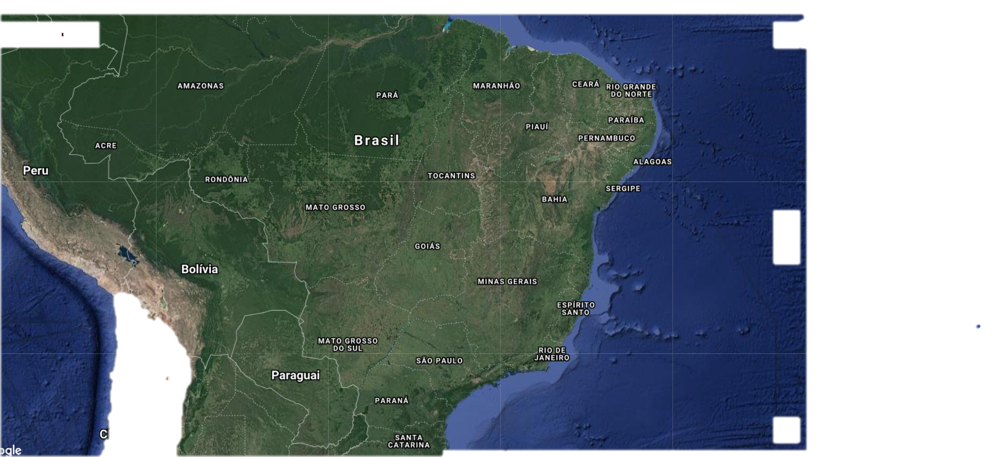 AMAZONAS
PARÁ
MARANHÃO
CEARÁ
RIO GRANDE
DO NORTE
PARAÍBA
PIAUÍ
PERNAMBUCO
Brasil
ACRE
ALAGOAS
Peru
RONDÔNIA
TOCANTINS
SERGIPE
BAHIA
MATO GROSSO
GOIÁS
Bolívia
MINAS GERAIS
ESPÍRITO
SANTO
MATO GROSSO
DO SUL
RIO DE
JANEIRO
SÃO PAULO
Paraguai
PARANÁ
C
SANTA
CATARINA
ogle